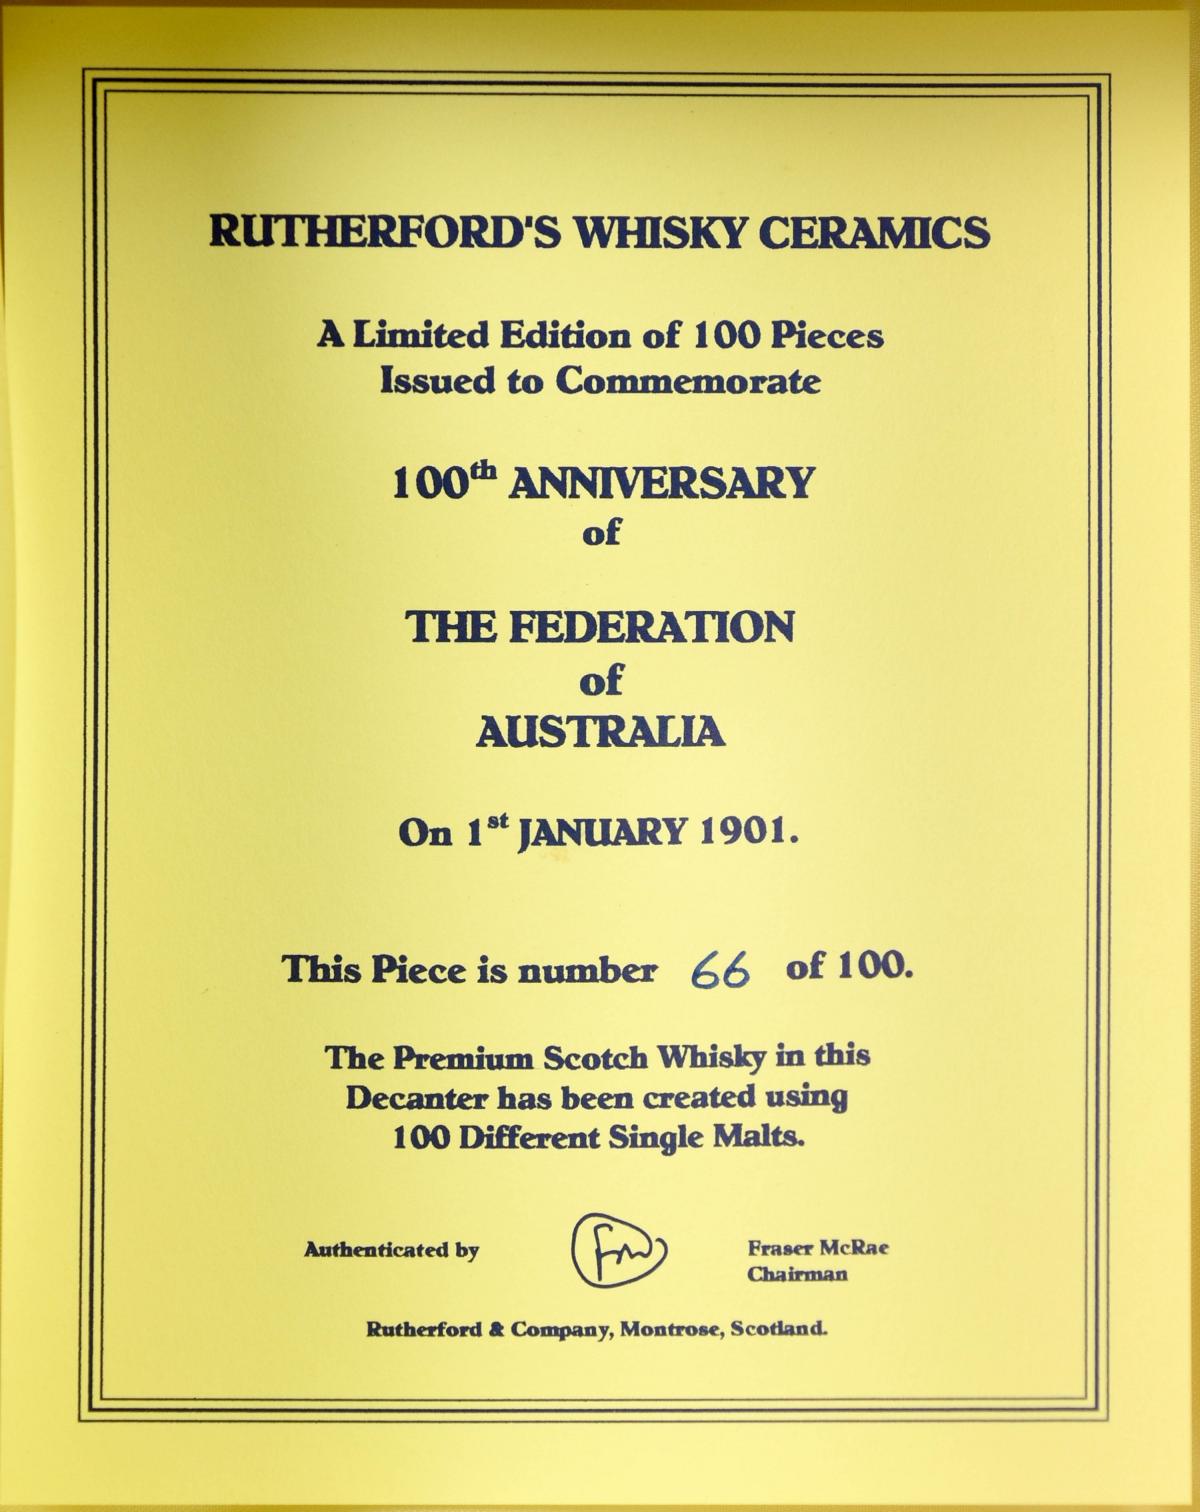 RUTHERFORD'S WHISKY CERAMICS
A Limited Edition of 100 Pieces
Issued to Commemorate
100th ANNIVERSARY
of
THE FEDERATION
of
AUSTRALIA
On 1st JANUARY 1901.
This Piece is number 66 of 100.
The Premium Scotch Whisky in this
Decanter has been created using
100 Different Single Malts.
Authenticated by
Fraser McRae
Chairman
Rutherford & Company, Montrose, Scotland.